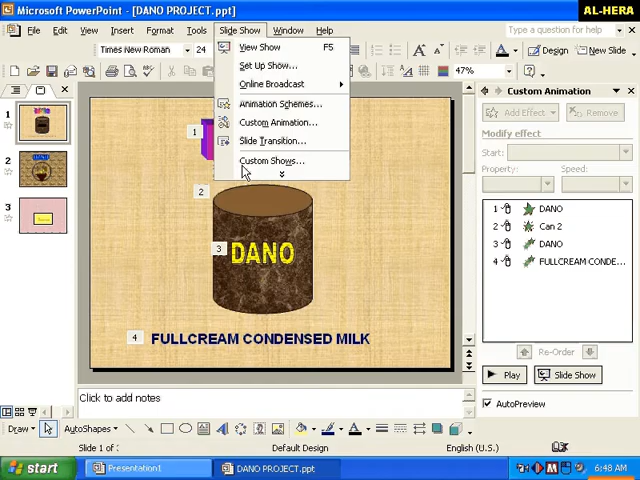 Microsoft PowerPoint - [DANO PROJECT.ppt]
AL-HERA
File Edit View Insert Format Tools Slide Show Window Help
Type a question for help
Times New Roman 24
Design New Slide
47%
View Show F5
Set Up Show...
Online Broadcast
Animation Schemes...
Custom Animation...
Slide Transition...
Custom Shows...
1
2
3
DANO
1
2
3
DANO
4
FULLCREAM CONDENSED MILK
Custom Animation
Add Effect Remove
Modify effect
Start:
Property: Speed:
1 DANO
2 Can 2
3 DANO
4 FULLCREAM CONDE...
Re-Order
Play Slide Show
AutoPreview
Click to add notes
Draw AutoShapes
Slide 1 Default Design English (U.S.)
start Presentation1 DANO PROJECT.ppt 6:48 AM